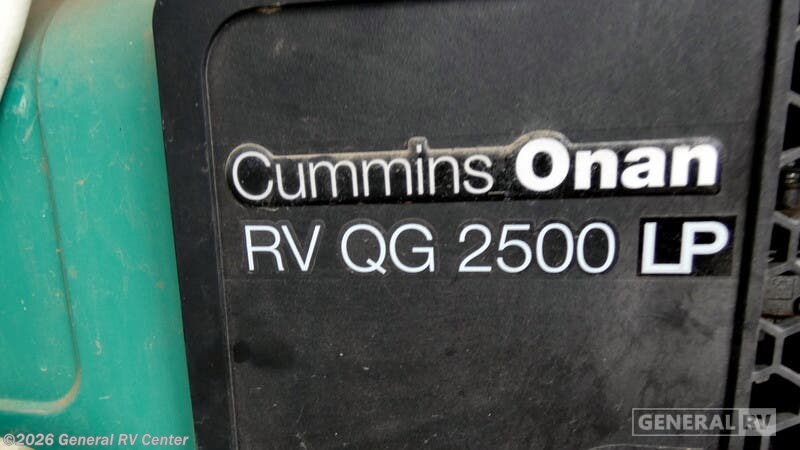 Cummins Onan
RV QG 2500 LP
GENERAL RV
©2026 General RV Center